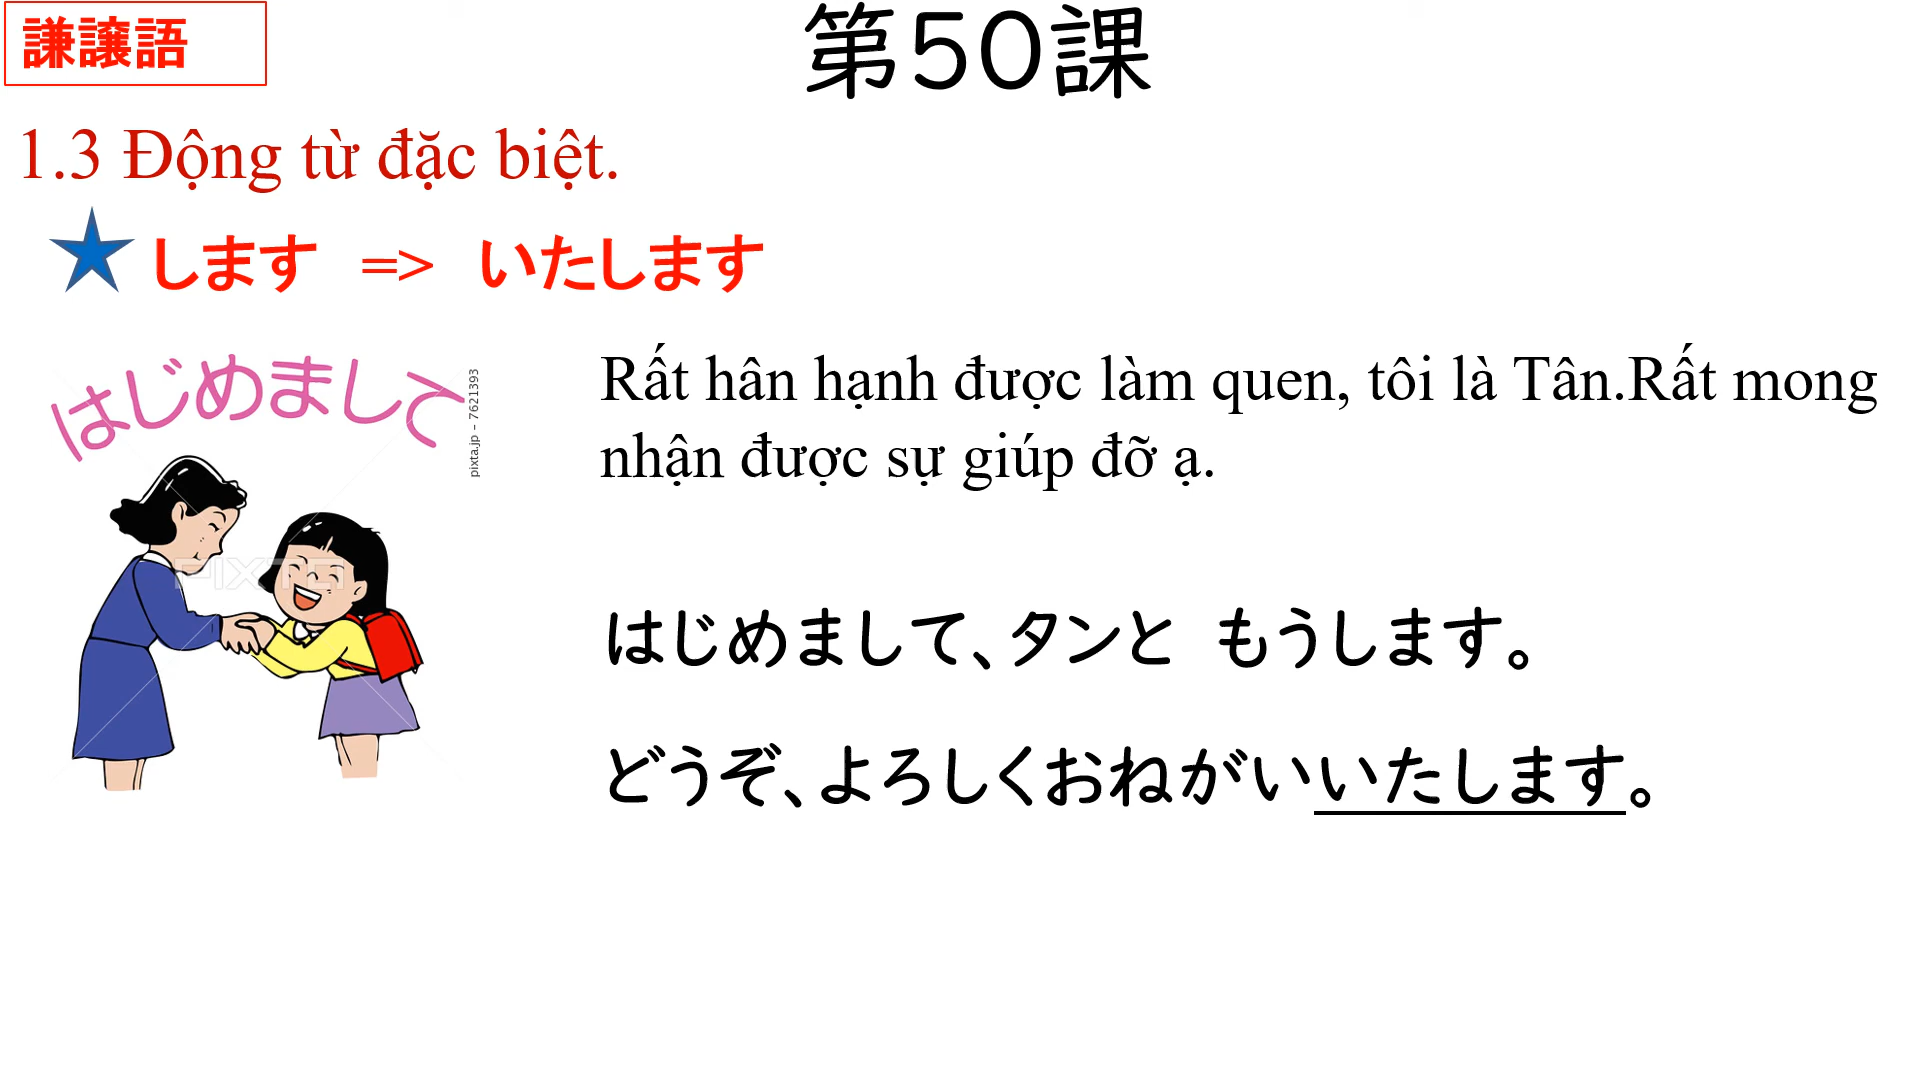 謙譲語
第50課
1.3 Động từ đặc biệt.
します => いたします
はじめまして
pixta.jp - 7621393
PIXTA
Rất hân hạnh được làm quen, tôi là Tân.Rất mong
nhận được sự giúp đỡ ạ.
はじめまして、タンと もうします。
どうぞ、よろしくおねがいいたします。